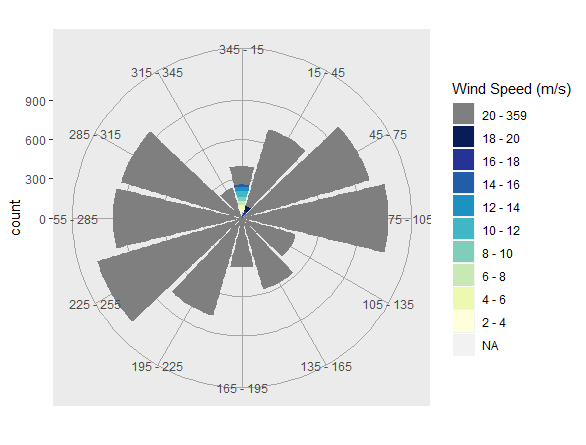 345 - 15
315 - 345
15 - 45
285 - 315
45 - 75
55 - 285
75 - 105
225 - 255
105 - 135
195 - 225
135 - 165
165 - 195
900
600
300
0
count
Wind Speed (m/s)
20 - 359
18 - 20
16 - 18
14 - 16
12 - 14
10 - 12
8 - 10
6 - 8
4 - 6
2 - 4
NA